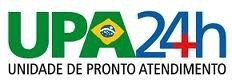 UPA24h
UNIDADE DE PRONTO ATENDIMENTO